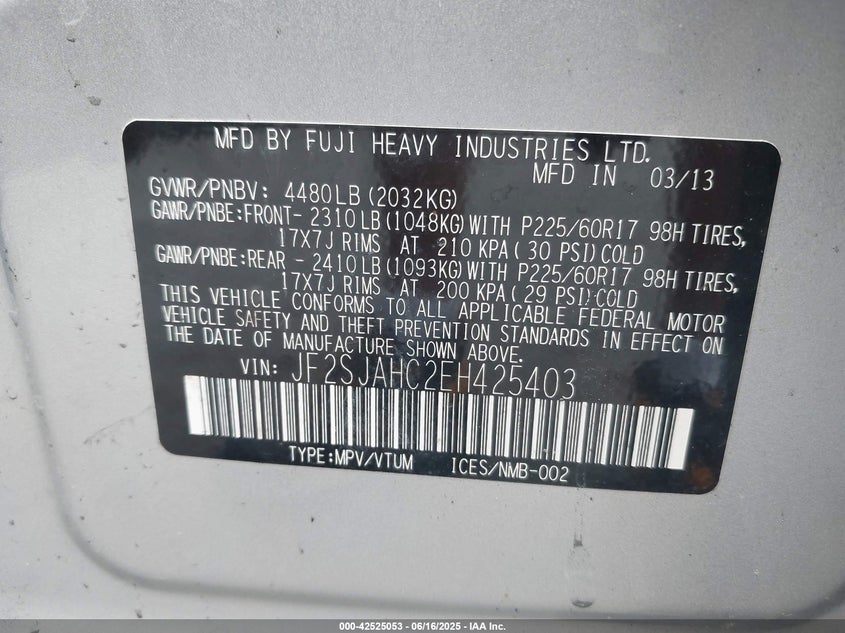 MFD BY FUJI HEAVY INDUSTRIES LTD.
MFD IN 03/13
GVWR/PNBV: 4480LB (2032KG)
GAWR/PNBE:FRONT- 2310 LB (1048KG) WITH P225/60R17 98H TIRES,
17X7J RIMS AT 210 KPA ( 30 PSI) COLD
GAWR/PNBE:REAR - 2410 LB (1093KG) WITH P225/60R17 98H TIRES,
17X7J RIMS AT 200 KPA ( 29 PSI) COLD
THIS VEHICLE CONFORMS TO ALL APPLICABLE FEDERAL MOTOR
VEHICLE SAFETY AND THEFT PREVENTION STANDARDS IN EFFECT ON
THE DATE OF MANUFACTURE SHOWN ABOVE.
VIN: JF2SJAHC2EH425403
TYPE:MPV/VTUM ICES/NMB-002
000-42525053 - 06/16/2025 - IAA Inc.